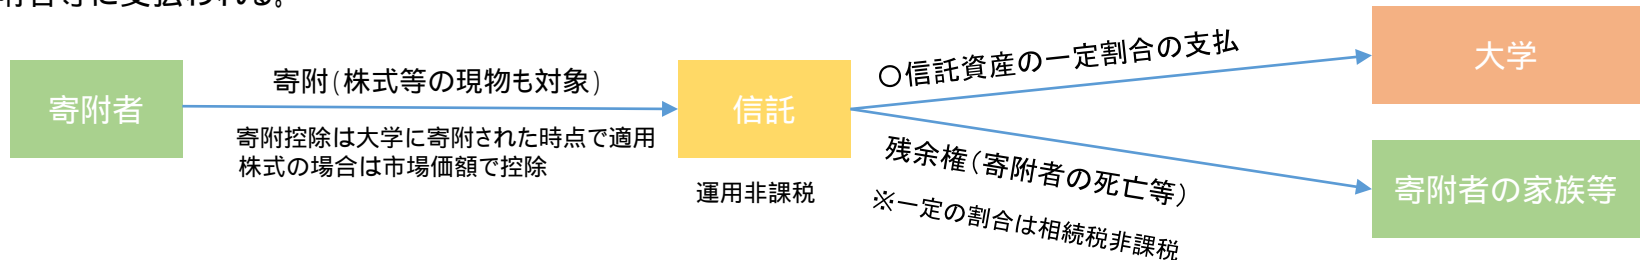 附者等に支払われる。
寄附者
寄附(株式等の現物も対象)
寄附控除は大学に寄附された時点で適用
株式の場合は市場価額で控除
信託
運用非課税
〇信託資産の一定割合の支払
大学
残余権(寄附者の死亡等)
※一定の割合は相続税非課税
寄附者の家族等